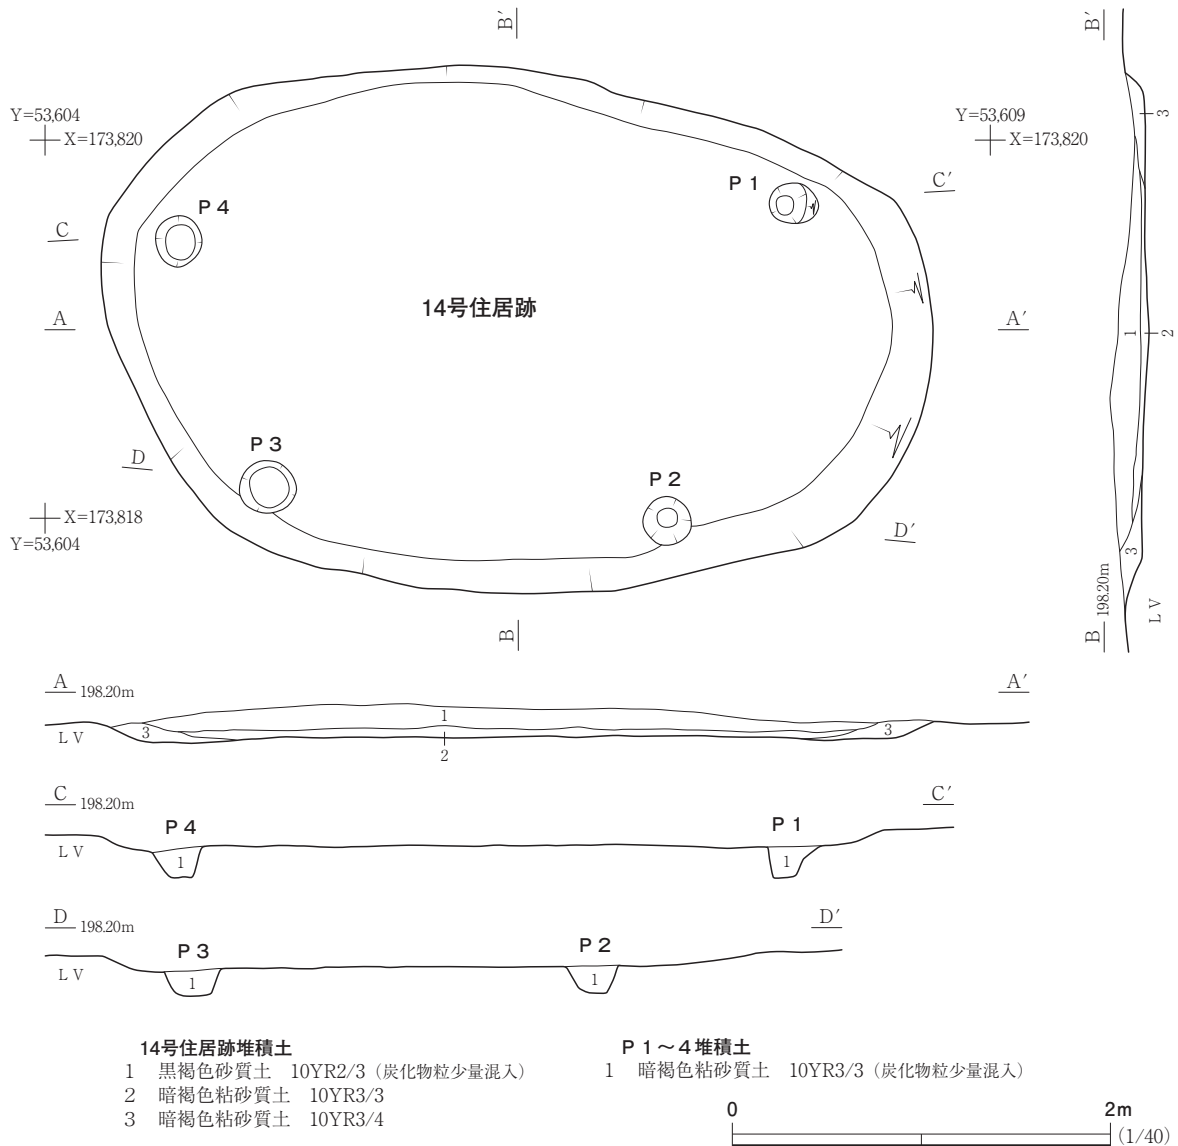 B′
B′
Y=53,604
X=173,820
Y=53,609
X=173,820
3
P 1
C′
P 4
C
14号住居跡
A
A′
1
2
P 3
D
P 2
X=173,818
Y=53,604
D′
3
198.20m
B
L V
B
A 198.20m
A′
1
L V
3
3
2
C 198.20m
C′
P 4
P 1
L V
1
1
D 198.20m
D′
P 3
P 2
L V
1
1
14号住居跡堆積土
1 黒褐色砂質土 10YR2/3（炭化物粒少量混入）
2 暗褐色粘砂質土 10YR3/3
3 暗褐色粘砂質土 10YR3/4
P 1～4堆積土
1 暗褐色粘砂質土 10YR3/3（炭化物粒少量混入）
0 2m
(1/40)